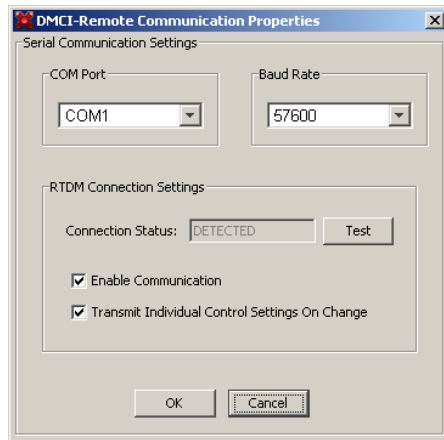 DMCI-Remote Communication Properties
Serial Communication Settings
COM Port
Baud Rate
COM1
57600
RTDM Connection Settings
Connection Status: DETECTED Test
Enable Communication
Transmit Individual Control Settings On Change
OK Cancel